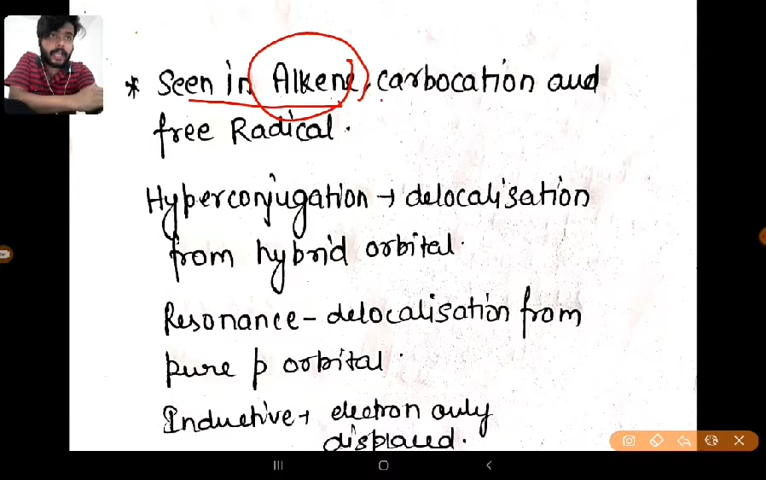 * Seen in Alkene, carbocation and
free Radical.
Hyperconjugation → delocalisation
from hybrid orbital.
Resonance - delocalisation from
pure p orbital.
Inductive → electron only
displaced.